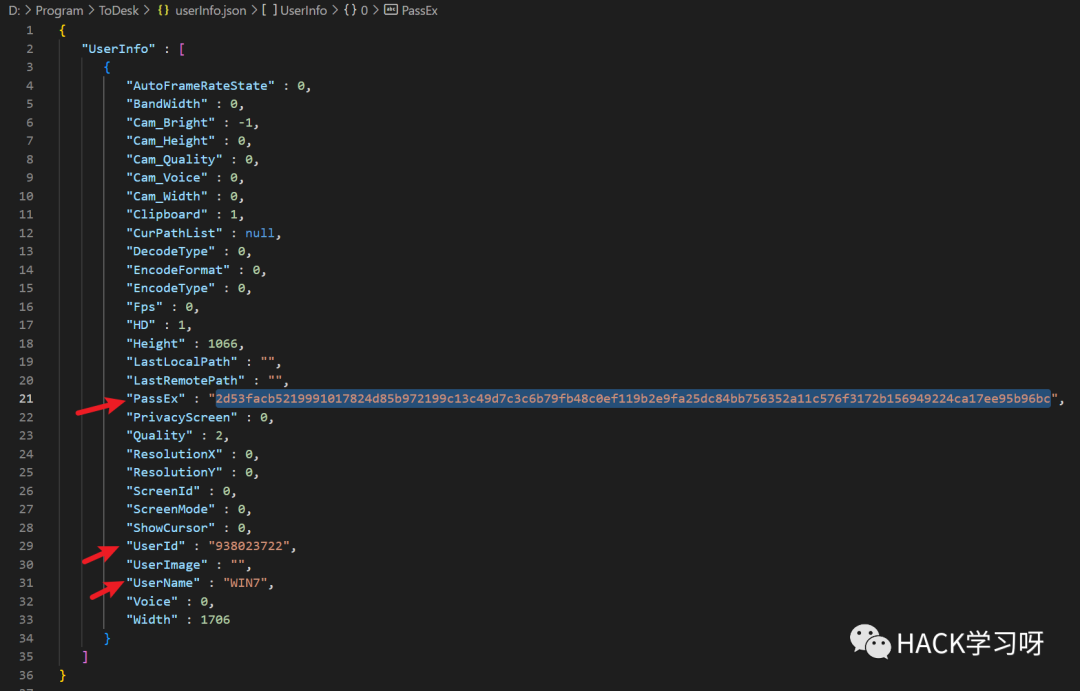 D: > Program > ToDesk > {} userInfo.json > [ ] UserInfo > {} 0 > PassEx
1 {
2 "UserInfo" : [
3 {
4 "AutoFrameRateState" : 0,
5 "BandWidth" : 0,
6 "Cam_Bright" : -1,
7 "Cam_Height" : 0,
8 "Cam_Quality" : 0,
9 "Cam_Voice" : 0,
10 "Cam_Width" : 0,
11 "Clipboard" : 1,
12 "CurPathList" : null,
13 "DecodeType" : 0,
14 "EncodeFormat" : 0,
15 "EncodeType" : 0,
16 "Fps" : 0,
17 "HD" : 1,
18 "Height" : 1066,
19 "LastLocalPath" : "",
20 "LastRemotePath" : "",
21 "PassEx" : "2d53facb5219991017824d85b972199c13c49d7c3c6b79fb48c0ef119b2e9fa25dc84bb756352a11c576f3172b156949224ca17ee95b96bc",
22 "PrivacyScreen" : 0,
23 "Quality" : 2,
24 "ResolutionX" : 0,
25 "ResolutionY" : 0,
26 "ScreenId" : 0,
27 "ScreenMode" : 0,
28 "ShowCursor" : 0,
29 "UserId" : "938023722",
30 "UserImage" : "",
31 "UserName" : "WIN7",
32 "Voice" : 0,
33 "Width" : 1706
34 }
35 ]
36 }
HACK学习呀